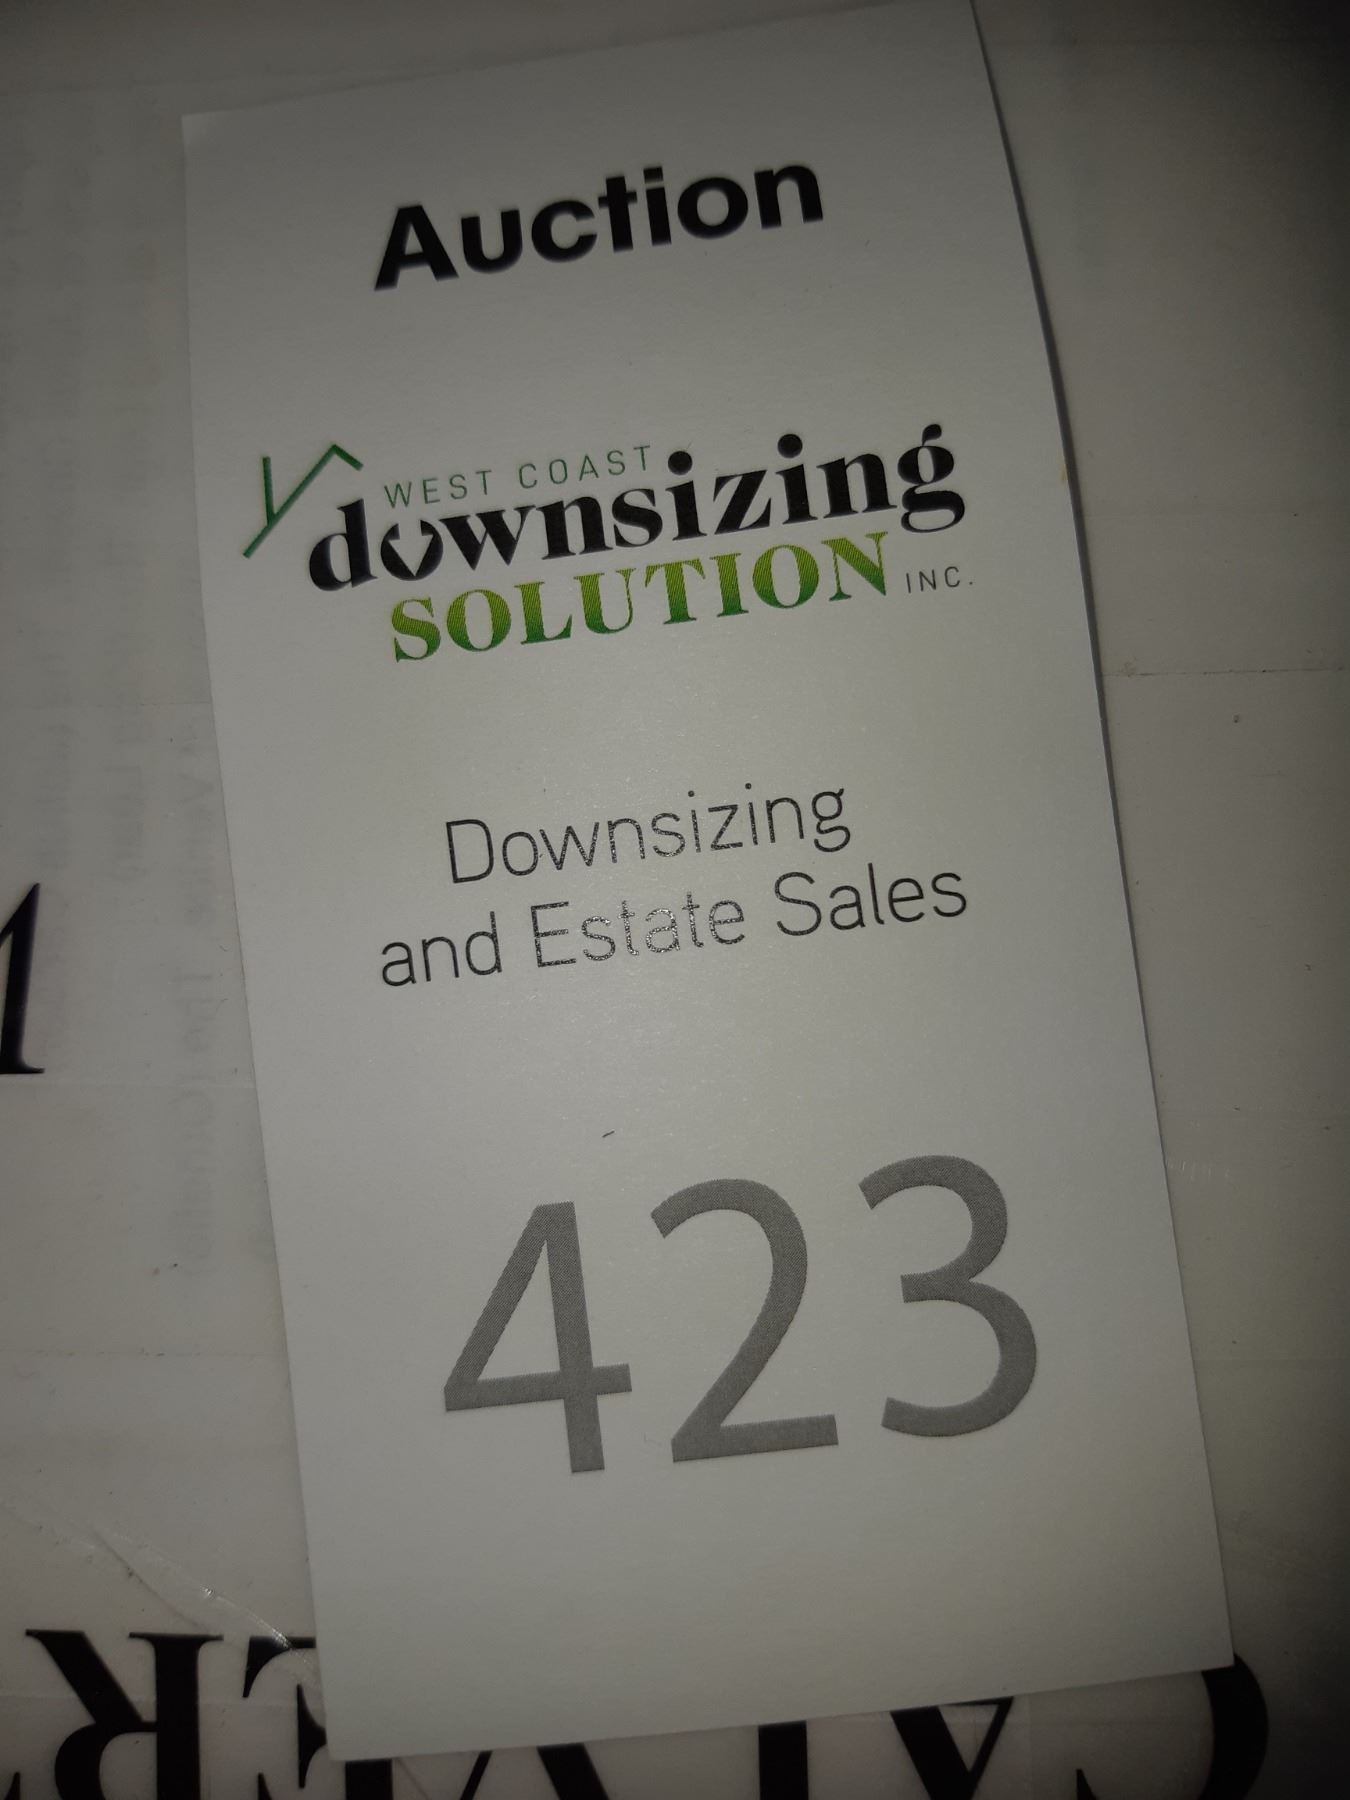 Auction
WEST COAST
downsizing
SOLUTION INC.
Downsizing
and Estate Sales
423